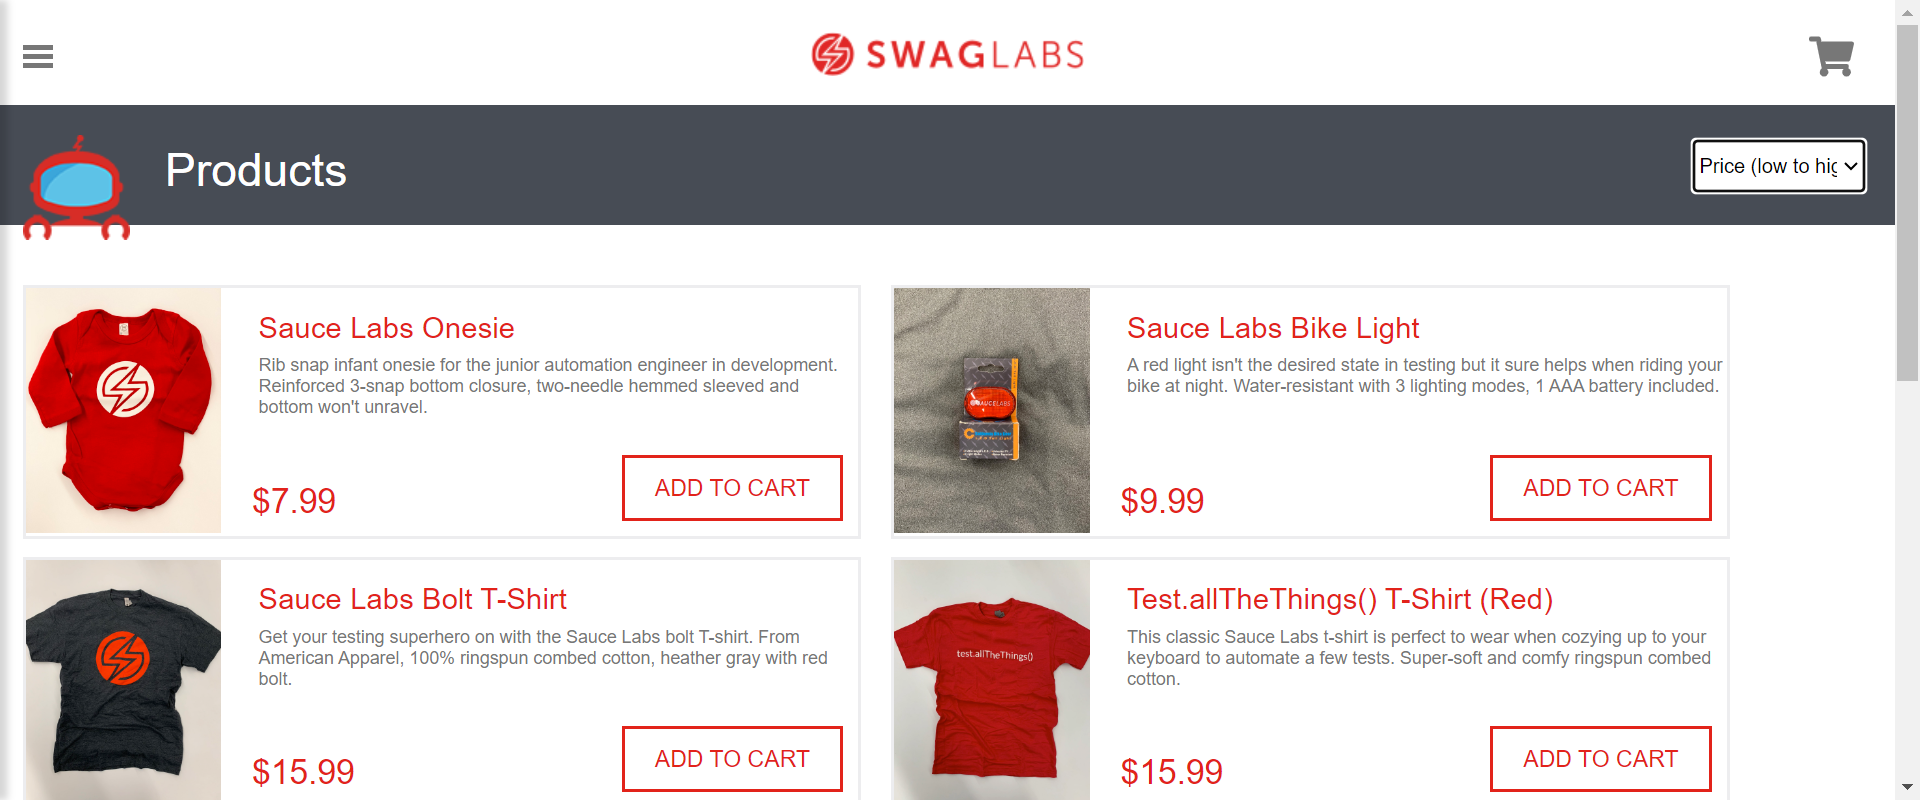 SWAGLABS
Products
Price (low to hig
Sauce Labs Onesie
Rib snap infant onesie for the junior automation engineer in development.
Reinforced 3-snap bottom closure, two-needle hemmed sleeved and
bottom won't unravel.
$7.99
ADD TO CART
Sauce Labs Bike Light
A red light isn't the desired state in testing but it sure helps when riding your
bike at night. Water-resistant with 3 lighting modes, 1 AAA battery included.
SAUCELABS
$9.99
ADD TO CART
Sauce Labs Bolt T-Shirt
Get your testing superhero on with the Sauce Labs bolt T-shirt. From
American Apparel, 100% ringspun combed cotton, heather gray with red
bolt.
$15.99
ADD TO CART
test.allTheThings()
Test.allTheThings() T-Shirt (Red)
This classic Sauce Labs t-shirt is perfect to wear when cozying up to your
keyboard to automate a few tests. Super-soft and comfy ringspun combed
cotton.
$15.99
ADD TO CART